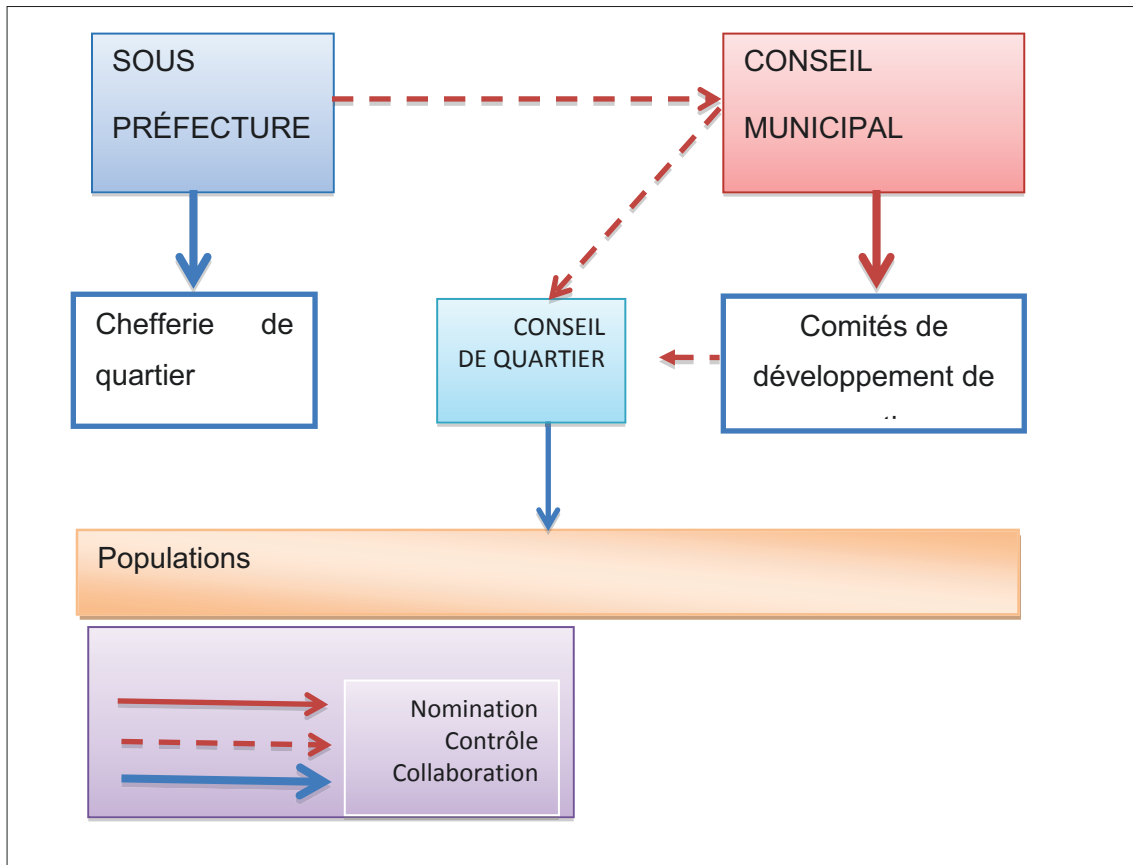 SOUS
PRÉFECTURE
CONSEIL
MUNICIPAL
Chefferie de
quartier
CONSEIL
DE QUARTIER
Comités de
développement de
Populations
Nomination
Contrôle
Collaboration